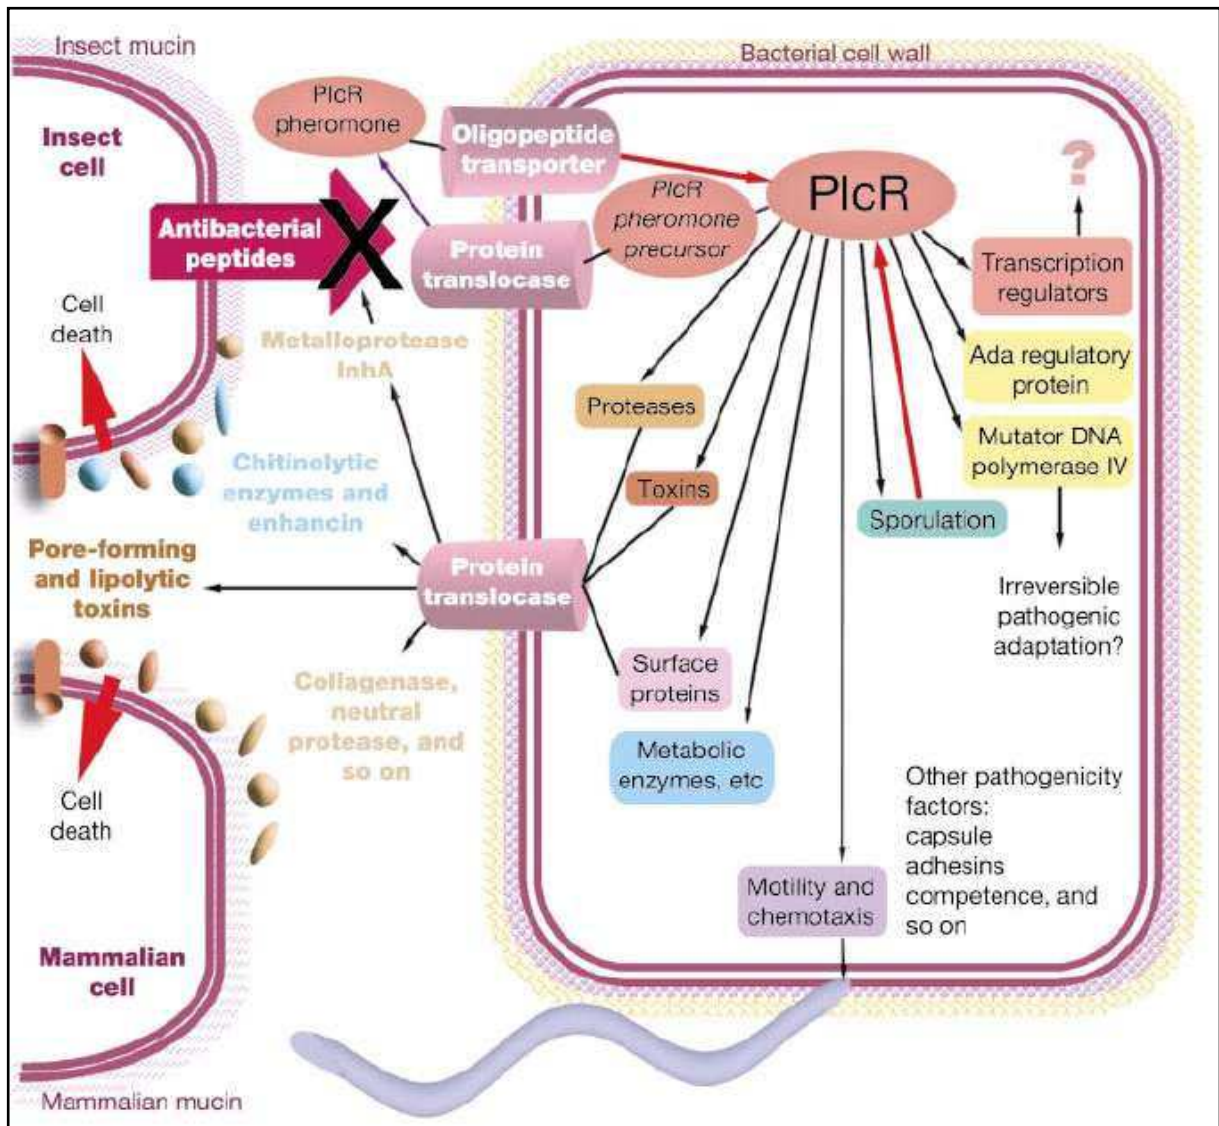 Insect mucin
Bacterial cell wall
PlcR
pheromone
Insect
cell
Oligopeptide
transporter
PlcR
?
PlcR
pheromone
precursor
Antibacterial
peptides
X
Protein
translocase
Transcription
regulators
Cell
death
Metalloprotease
InhA
Ada regulatory
protein
Proteases
Mutator DNA
polymerase IV
Chitinolytic
enzymes and
enhancin
Toxins
Sporulation
Pore-forming
and lipolytic
toxins
Protein
translocase
Irreversible
pathogenic
adaptation?
Surface
proteins
Collagenase,
neutral
protease, and
so on
Metabolic
enzymes, etc
Cell
death
Other pathogenicity
factors:
capsule
adhesins
competence, and
so on
Motility and
chemotaxis
Mammalian
cell
Mammalian mucin